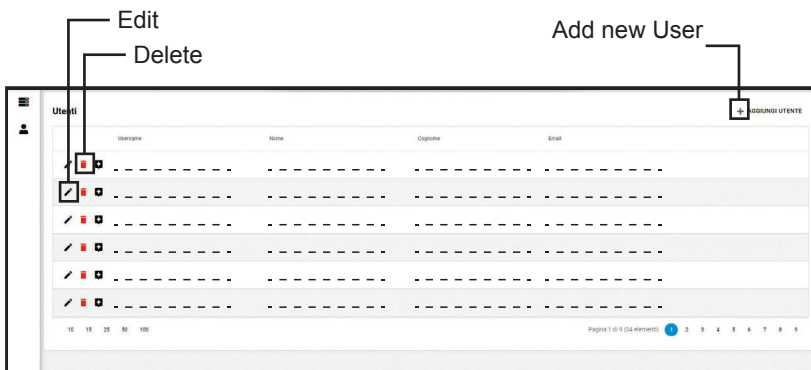 Edit
Delete
Add new User
Utenti
AGGIUNGI UTENTE
Username Nome Cognome Email
10 15 25 50 100
Pagina 1 di 9 (54 elementi) 1 2 3 4 5 6 7 8 9